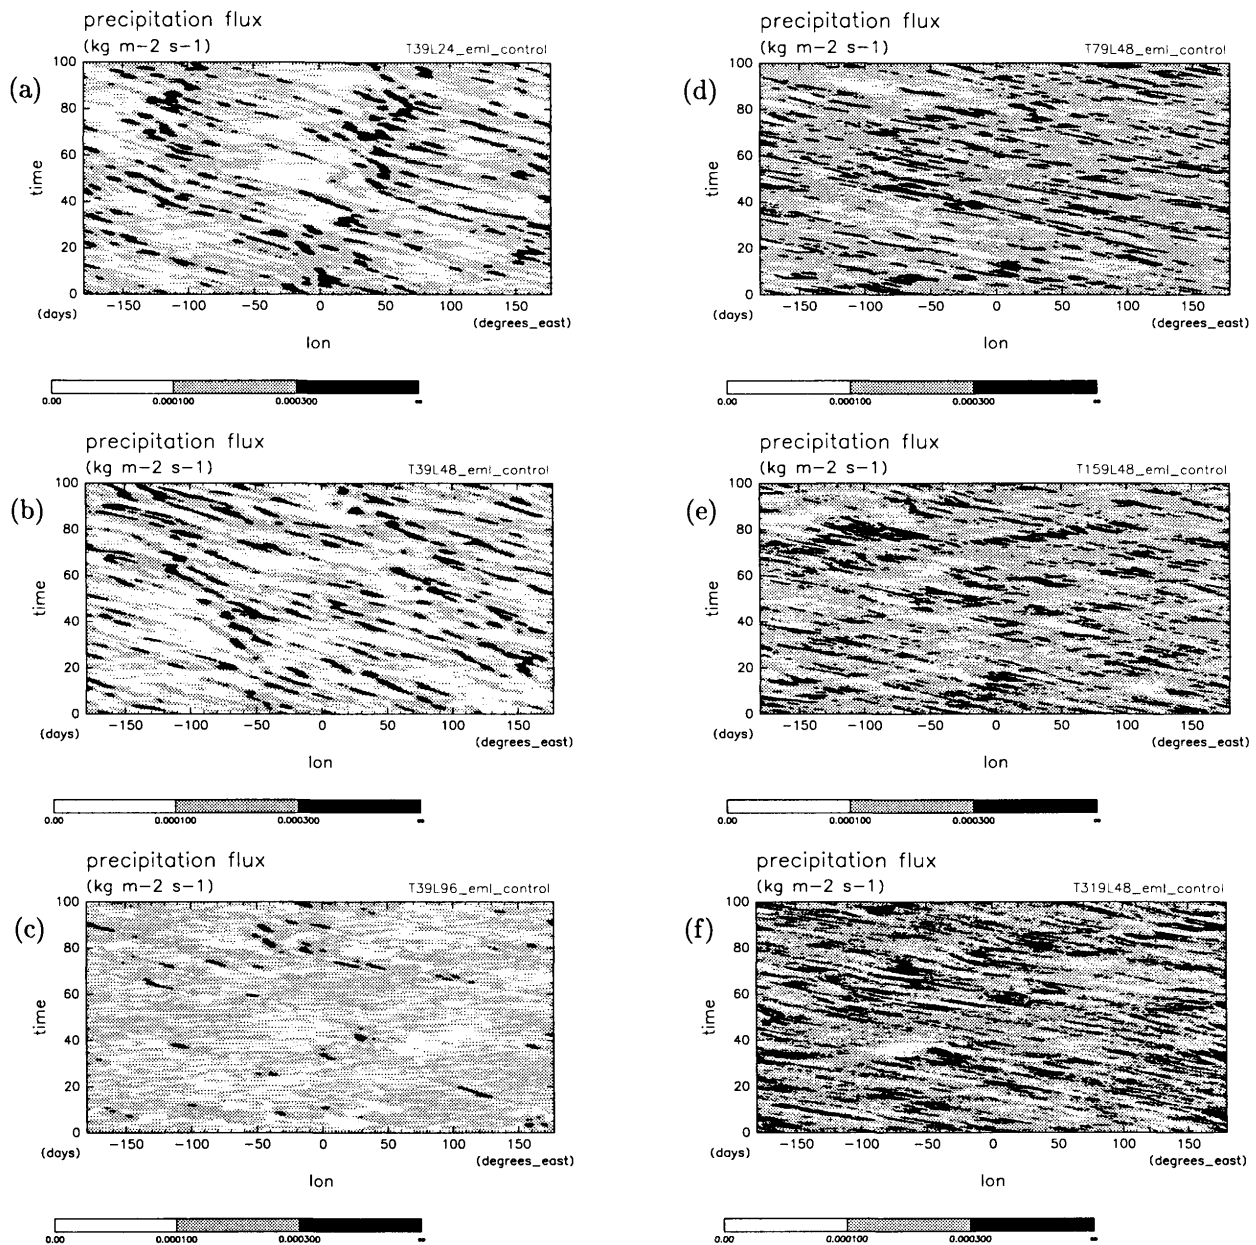 precipitation flux
(kg m-2 s-1)
T39L24_eml_control
(a)
100
80
60
40
20
0
time
-150 -100 -50 0 50 100 150
(days)
(degrees_east)
lon
0.00 0.000100 0.000300 ∞
precipitation flux
(kg m-2 s-1)
T39L48_eml_control
(b)
100
80
60
40
20
0
time
-150 -100 -50 0 50 100 150
(days)
(degrees_east)
lon
0.00 0.000100 0.000300 ∞
precipitation flux
(kg m-2 s-1)
T39L96_eml_control
(c)
100
80
60
40
20
0
time
-150 -100 -50 0 50 100 150
(days)
(degrees_east)
lon
0.00 0.000100 0.000300 ∞
precipitation flux
(kg m-2 s-1)
T79L48_eml_control
(d)
100
80
60
40
20
0
time
-150 -100 -50 0 50 100 150
(days)
(degrees_east)
lon
0.00 0.000100 0.000300 ∞
precipitation flux
(kg m-2 s-1)
T159L48_eml_control
(e)
100
80
60
40
20
0
time
-150 -100 -50 0 50 100 150
(days)
(degrees_east)
lon
0.00 0.000100 0.000300 ∞
precipitation flux
(kg m-2 s-1)
T319L48_eml_control
(f)
100
80
60
40
20
0
time
-150 -100 -50 0 50 100 150
(days)
(degrees_east)
lon
0.00 0.000100 0.000300 ∞